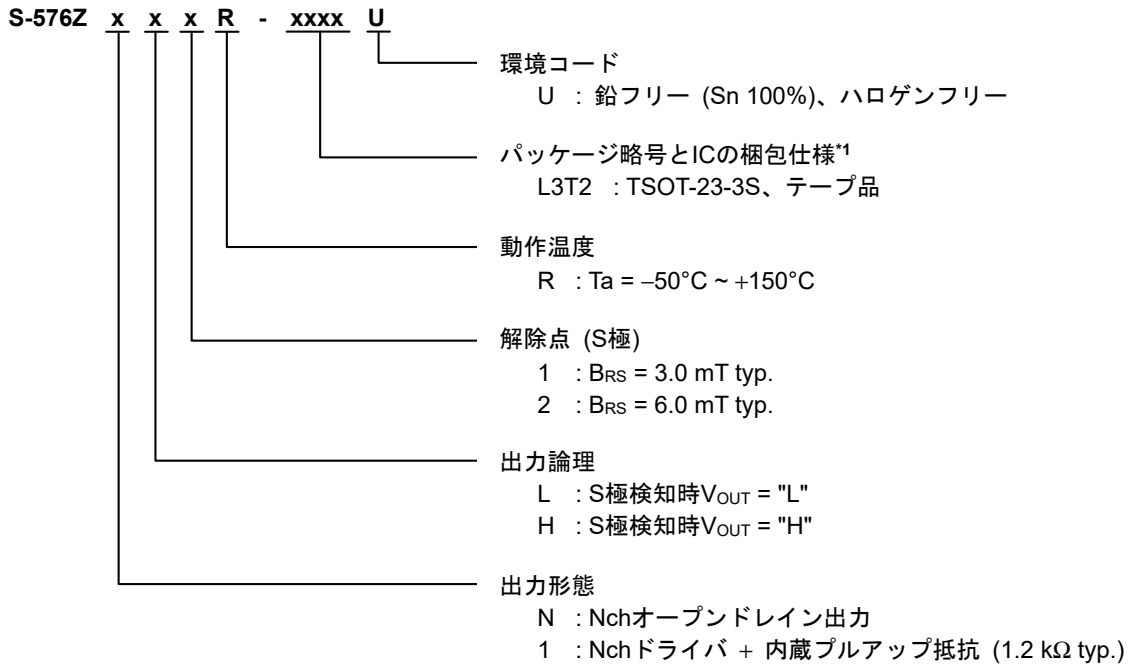 S-576Z x x x R - xxxx U
環境コード
U : 鉛フリー (Sn 100%)、ハロゲンフリー
パッケージ略号とICの梱包仕様*1
L3T2 : TSOT-23-3S、テープ品
動作温度
R : Ta = −50°C ~ +150°C
解除点 (S極)
1 : BRS = 3.0 mT typ.
2 : BRS = 6.0 mT typ.
出力論理
L : S極検知時VOUT = "L"
H : S極検知時VOUT = "H"
出力形態
N : Nchオープンドレイン出力
1 : Nchドライバ + 内蔵プルアップ抵抗 (1.2 kΩ typ.)